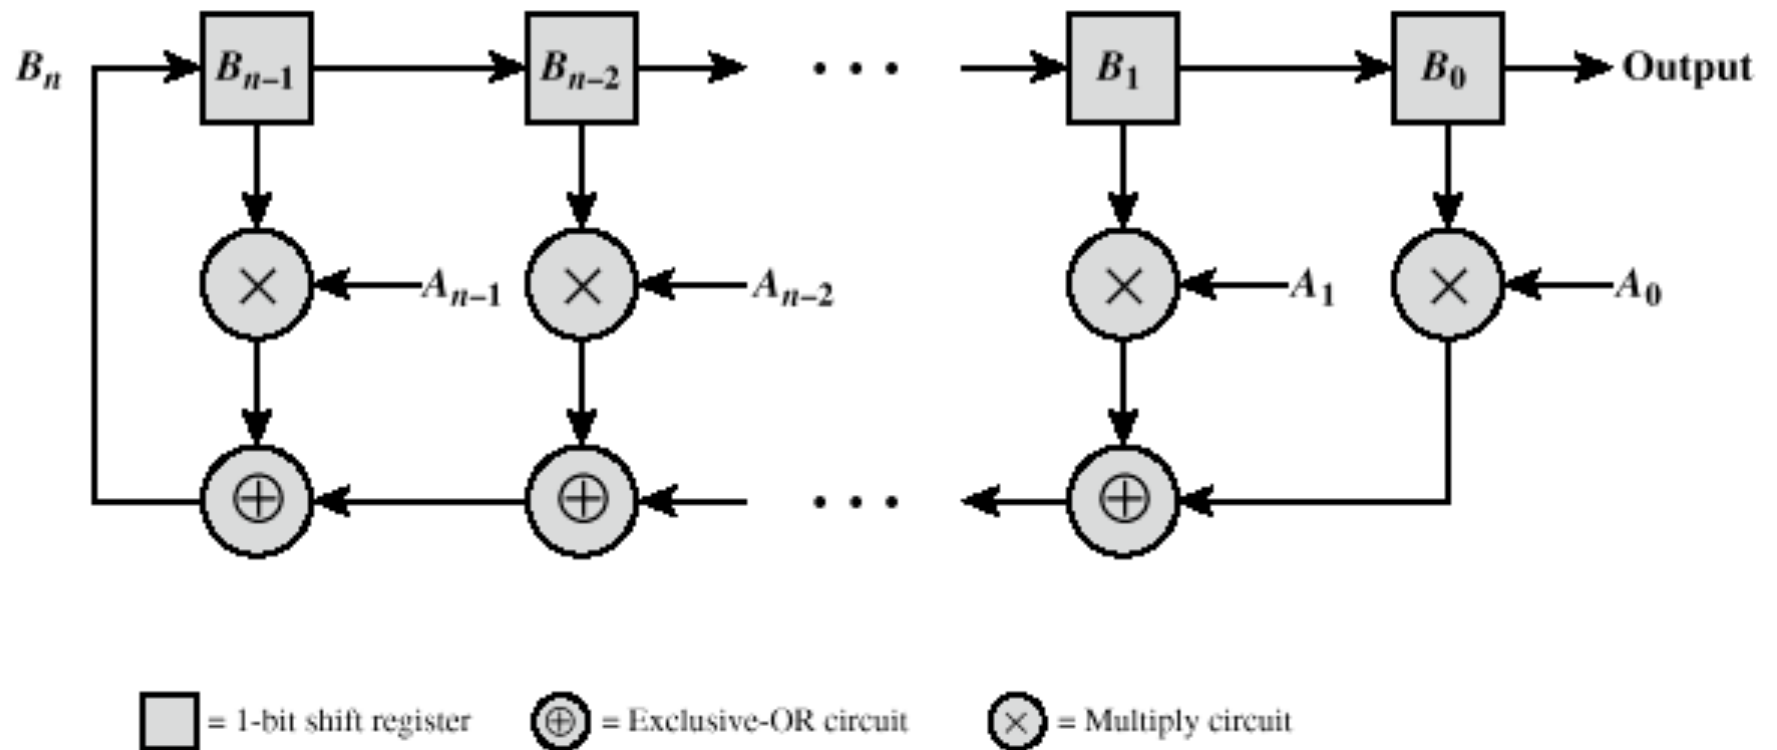 Bₙ Bₙ₋₁ Bₙ₋₂ . . . B₁ B₀ Output
× Aₙ₋₁ × Aₙ₋₂ × A₁ × A₀
⊕ ⊕ . . . ⊕
= 1-bit shift register ⊕ = Exclusive-OR circuit × = Multiply circuit